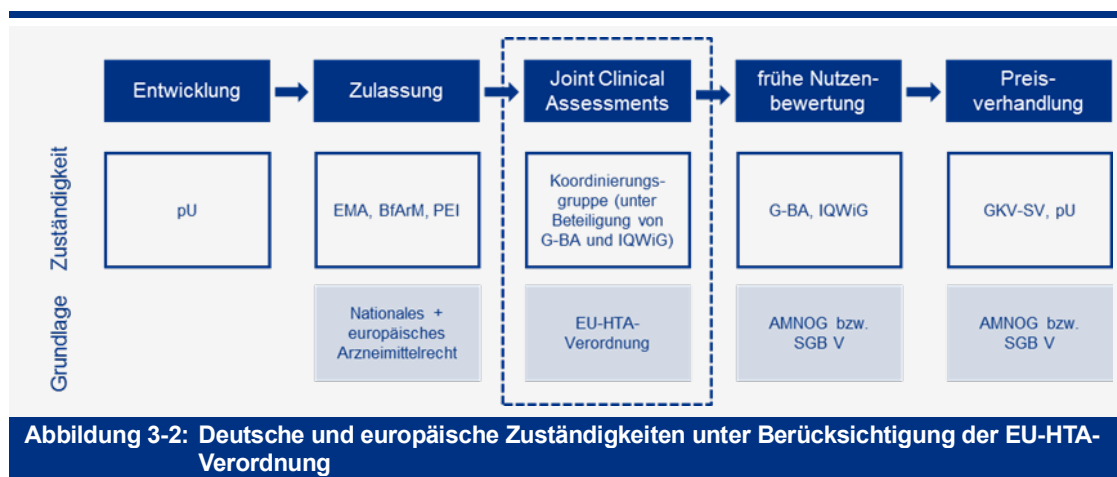 Entwicklung
Zulassung
Joint Clinical
Assessments
frühe Nutzen-
bewertung
Preis-
verhandlung
Zuständigkeit
pU
EMA, BfArM, PEI
Koordinierungs-
gruppe (unter
Beteiligung von
G-BA und IQWiG)
G-BA, IQWiG
GKV-SV, pU
Grundlage
Nationales +
europäisches
Arzneimittelrecht
EU-HTA-
Verordnung
AMNOG bzw.
SGB V
AMNOG bzw.
SGB V
Abbildung 3-2: Deutsche und europäische Zuständigkeiten unter Berücksichtigung der EU-HTA-
Verordnung